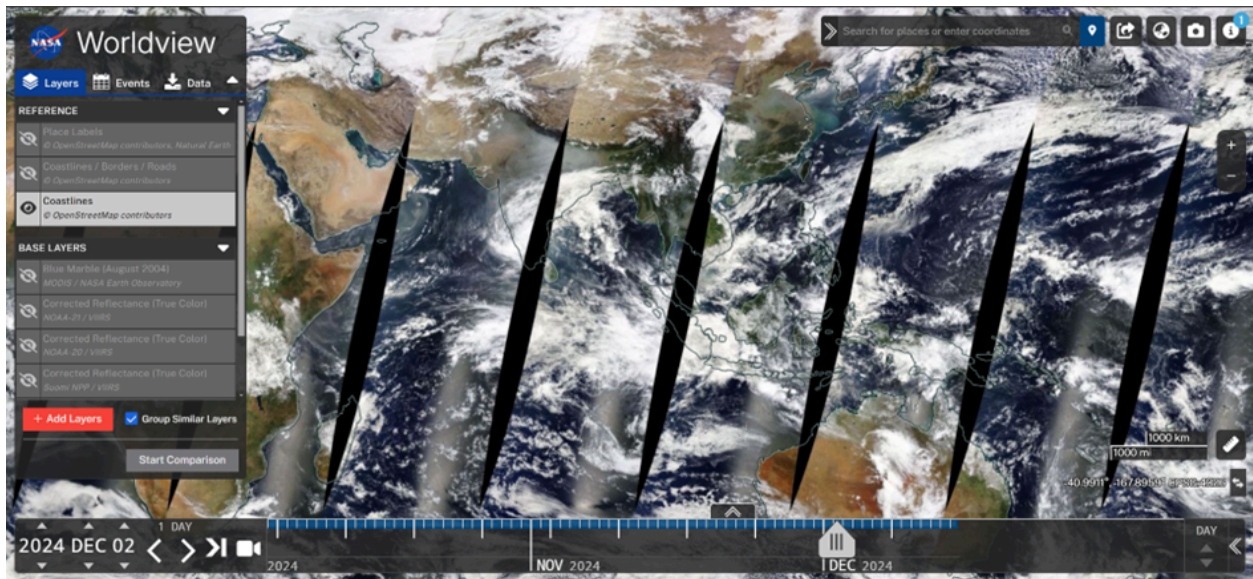 NASA
Worldview
Search for places or enter coordinates
1
Layers
Events
Data
REFERENCE
Place Labels
© OpenStreetMap contributors, Natural Earth
Coastlines / Borders / Roads
© OpenStreetMap contributors
Coastlines
© OpenStreetMap contributors
BASE LAYERS
Blue Marble (August 2004)
MODIS / NASA Earth Observatory
Corrected Reflectance (True Color)
NOAA-21 / VIIRS
Corrected Reflectance (True Color)
NOAA-20 / VIIRS
Corrected Reflectance (True Color)
Suomi NPP / VIIRS
+ Add Layers
Group Similar Layers
Start Comparison
+
−
1000 km
1000 mi
1 DAY
2024 DEC 02
2024
NOV 2024
DEC 2024
DAY